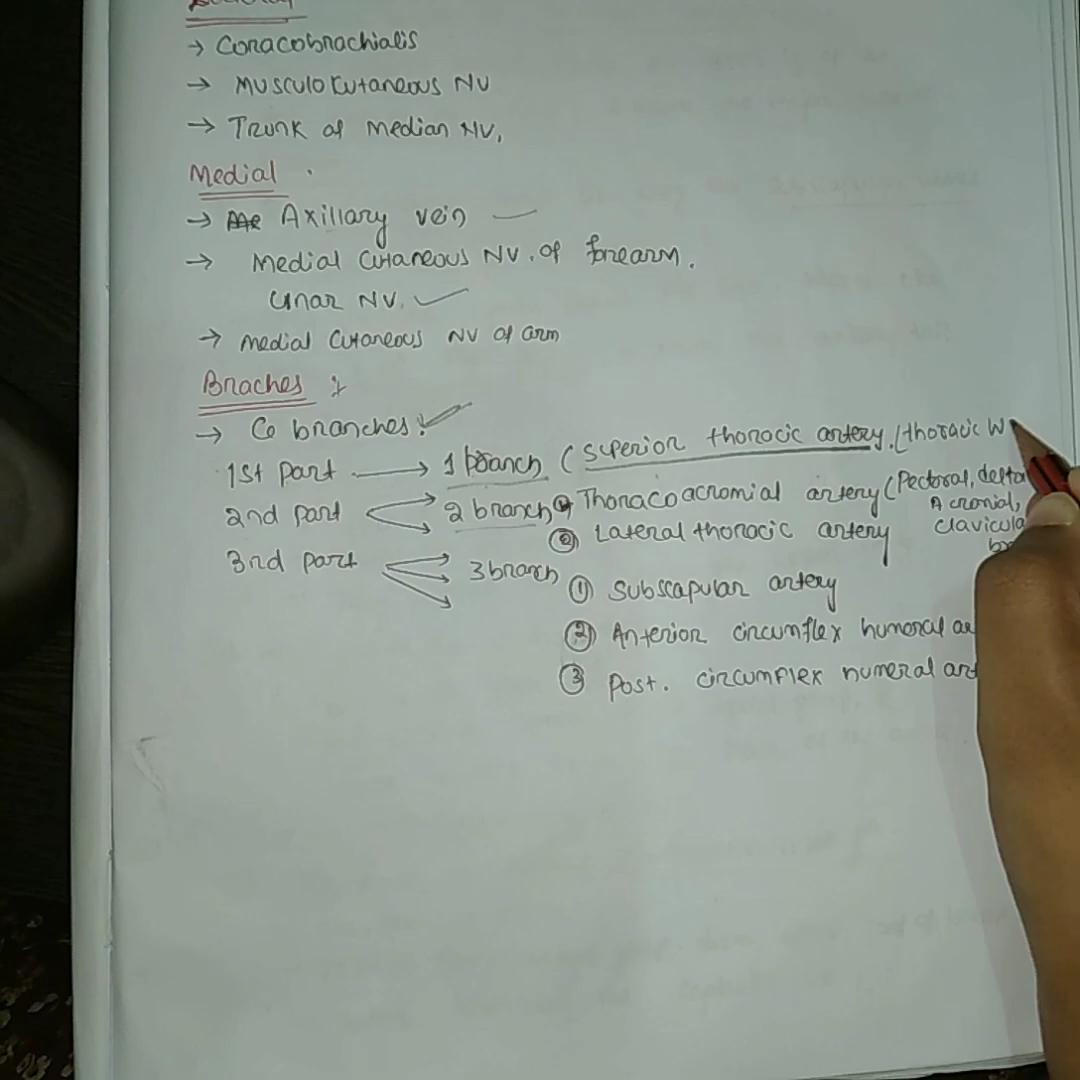 → Coracobrachialis
→ Musculo Cutaneous NV
→ Trunk of median NV.
Medial
→ Axillary vein
→ Medial Cutaneous NV. of forearm.
Ulnar NV.
→ medial Cutaneous NV of arm
Braches :
→ 6 branches
1st part → 1 branch ( Superior thoracic artery. (thoracic W
2nd part 2 branch ① Thoracoacromial artery (Pectoral, delto
Acromial,
② Lateral thoracic artery Clavicula
3rd part 3 branch ① Subscapular artery
② Anterior circumflex humeral ar
③ Post. circumflex humeral art